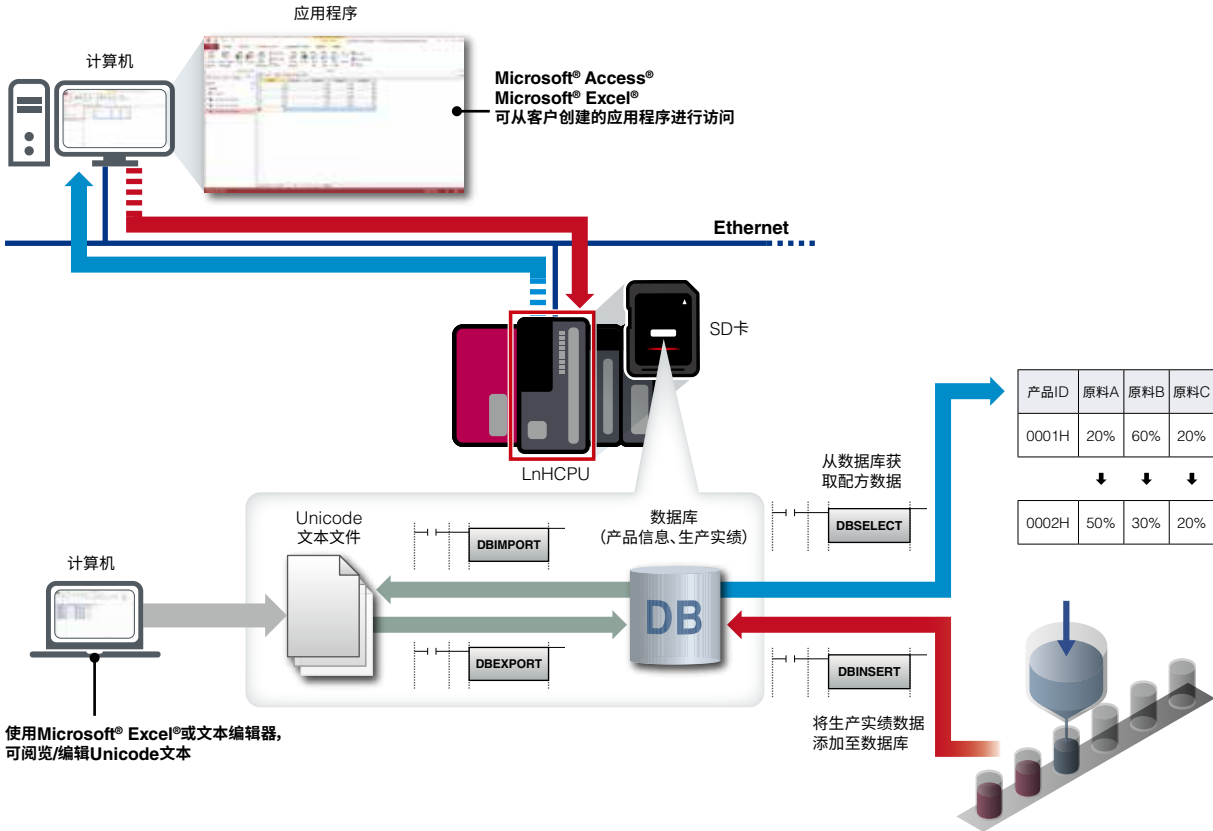 应用程序
计算机
Microsoft® Access®
Microsoft® Excel®
可从客户创建的应用程序进行访问
Ethernet
SD卡
LnHCPU
产品ID 原料A 原料B 原料C
0001H 20% 60% 20%
0002H 50% 30% 20%
从数据库获
取配方数据
DBSELECT
Unicode
文本文件
DBIMPORT
数据库
(产品信息、生产实绩)
计算机
DB
DBEXPORT
DBINSERT
将生产实绩数据
添加至数据库
使用Microsoft® Excel®或文本编辑器,
可阅览/编辑Unicode文本